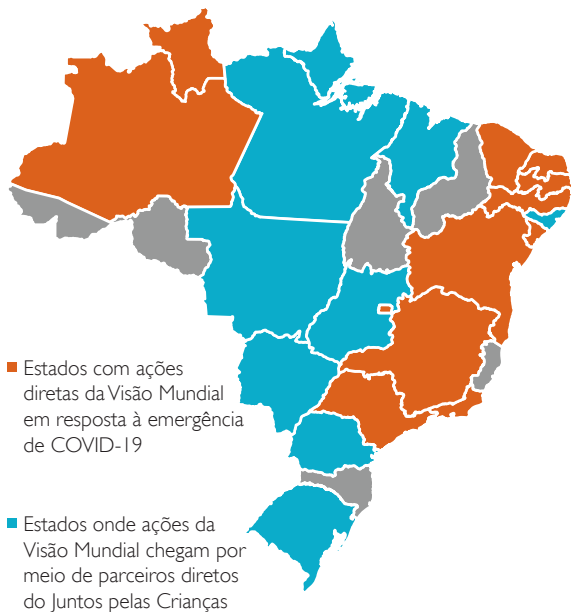 Estados com ações
diretas da Visão Mundial
em resposta à emergência
de COVID-19
Estados onde ações da
Visão Mundial chegam por
meio de parceiros diretos
do Juntos pelas Crianças